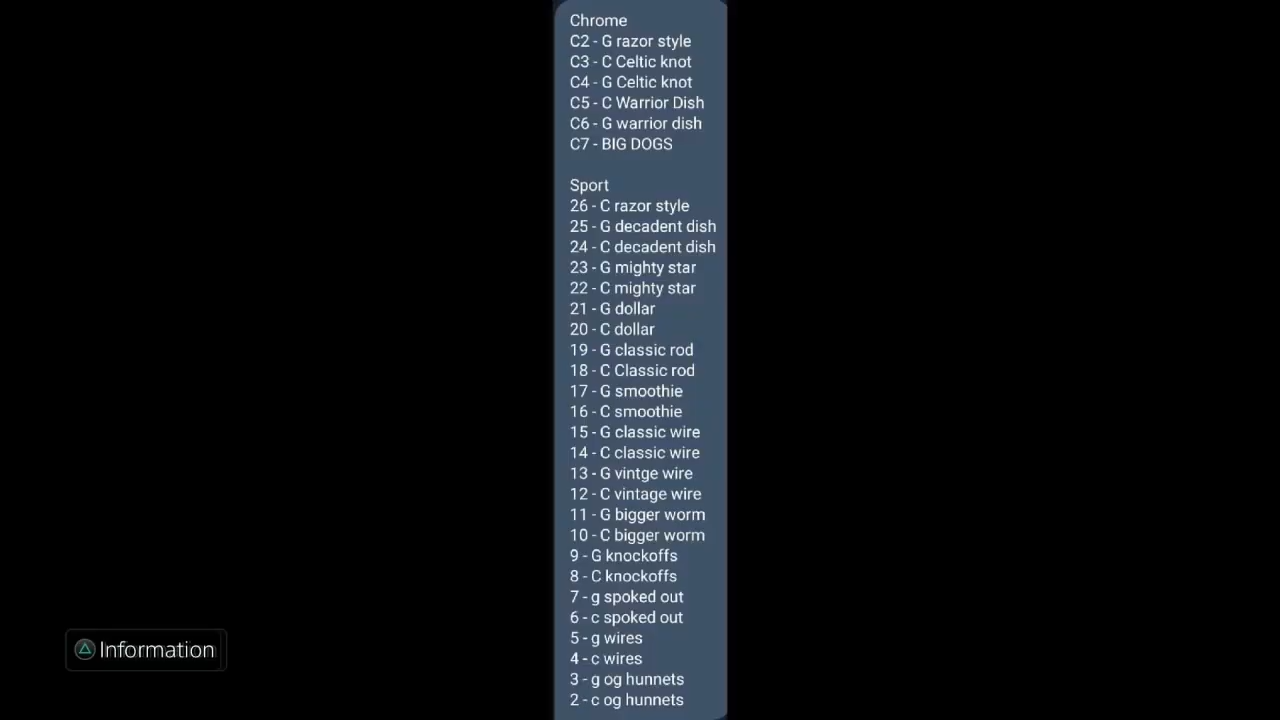 Chrome
C2 - G razor style
C3 - C Celtic knot
C4 - G Celtic knot
C5 - C Warrior Dish
C6 - G warrior dish
C7 - BIG DOGS
Sport
26 - C razor style
25 - G decadent dish
24 - C decadent dish
23 - G mighty star
22 - C mighty star
21 - G dollar
20 - C dollar
19 - G classic rod
18 - C Classic rod
17 - G smoothie
16 - C smoothie
15 - G classic wire
14 - C classic wire
13 - G vintge wire
12 - C vintage wire
11 - G bigger worm
10 - C bigger worm
9 - G knockoffs
8 - C knockoffs
7 - g spoked out
6 - c spoked out
5 - g wires
4 - c wires
3 - g og hunnets
2 - c og hunnets
Information